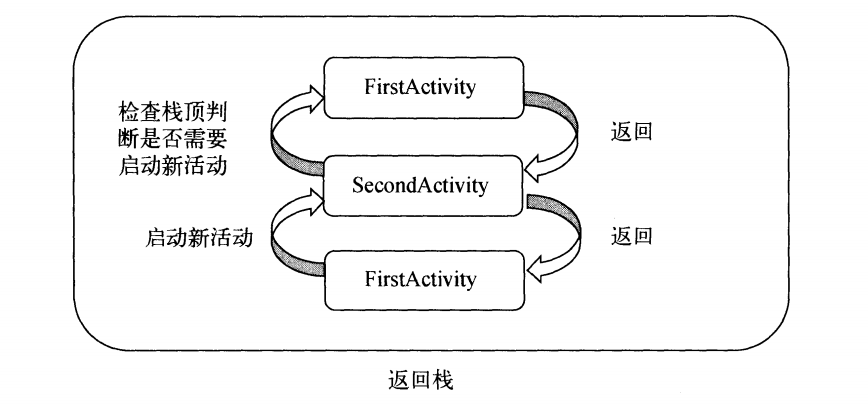 FirstActivity
检查栈顶判
断是否需要
启动新活动
返回
SecondActivity
启动新活动
返回
FirstActivity
返回栈